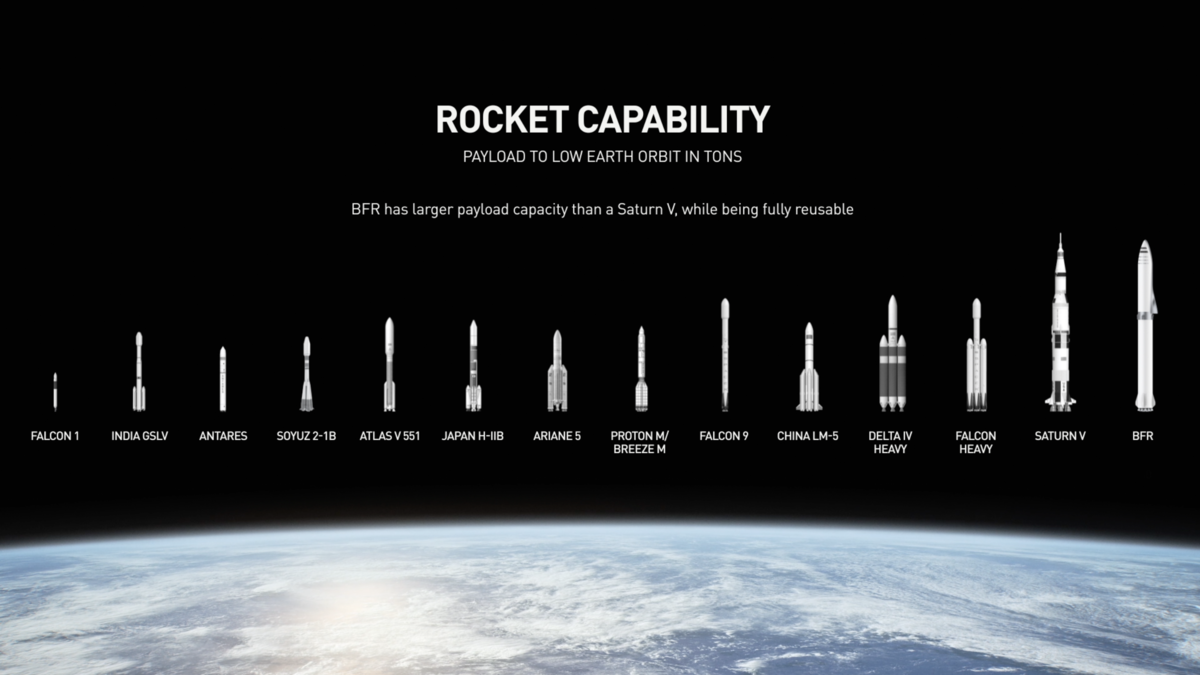 ROCKET CAPABILITY
PAYLOAD TO LOW EARTH ORBIT IN TONS
BFR has larger payload capacity than a Saturn V, while being fully reusable
FALCON 1
INDIA GSLV
ANTARES
SOYUZ 2-1B
ATLAS V 551
JAPAN H-IIB
ARIANE 5
PROTON M/
BREEZE M
FALCON 9
CHINA LM-5
DELTA IV
HEAVY
FALCON
HEAVY
SATURN V
BFR